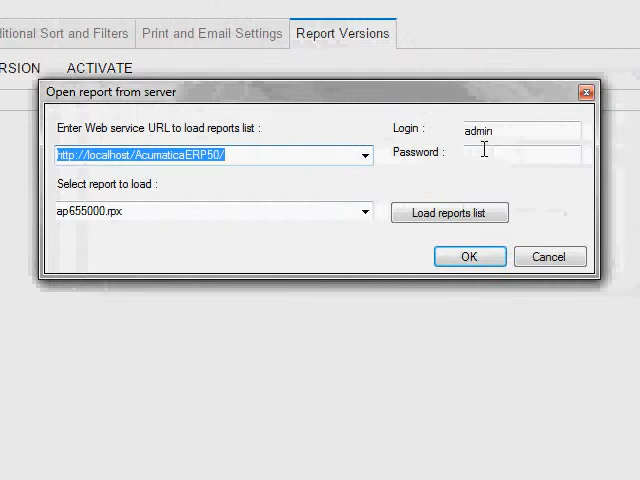 ditional Sort and Filters Print and Email Settings Report Versions
RSION ACTIVATE
Open report from server
Enter Web service URL to load reports list :
http://localhost/AcumaticaERP50/
Login :
admin
Password :
Select report to load :
ap655000.rpx
Load reports list
OK Cancel